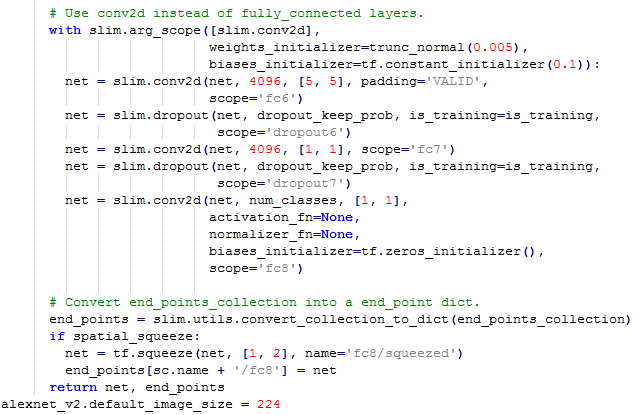 # Use conv2d instead of fully_connected layers.
with slim.arg_scope([slim.conv2d],
weights_initializer=trunc_normal(0.005),
biases_initializer=tf.constant_initializer(0.1)):
net = slim.conv2d(net, 4096, [5, 5], padding='VALID',
scope='fc6')
net = slim.dropout(net, dropout_keep_prob, is_training=is_training,
scope='dropout6')
net = slim.conv2d(net, 4096, [1, 1], scope='fc7')
net = slim.dropout(net, dropout_keep_prob, is_training=is_training,
scope='dropout7')
net = slim.conv2d(net, num_classes, [1, 1],
activation_fn=None,
normalizer_fn=None,
biases_initializer=tf.zeros_initializer(),
scope='fc8')
# Convert end_points_collection into a end_point dict.
end_points = slim.utils.convert_collection_to_dict(end_points_collection)
if spatial_squeeze:
net = tf.squeeze(net, [1, 2], name='fc8/squeezed')
end_points[sc.name + '/fc8'] = net
return net, end_points
alexnet_v2.default_image_size = 224